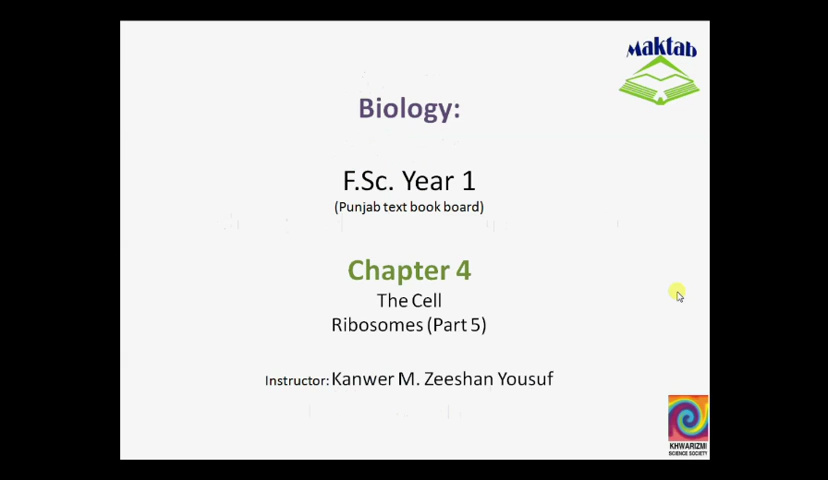 Maktab
Biology:
F.Sc. Year 1
(Punjab text book board)
Chapter 4
The Cell
Ribosomes (Part 5)
Instructor: Kanwer M. Zeeshan Yousuf
KHWARIZMI
SCIENCE SOCIETY